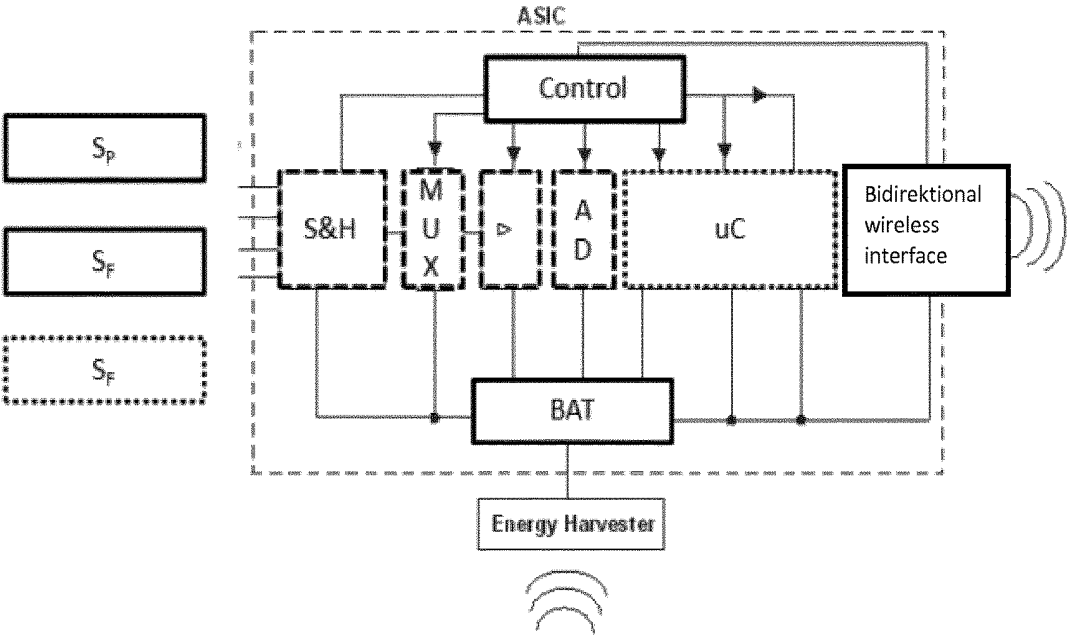 ASIC
Control
S_P
S_F
S_F
S&H
M
U
X
A
D
uC
Bidirektional
wireless
interface
BAT
Energy Harvester